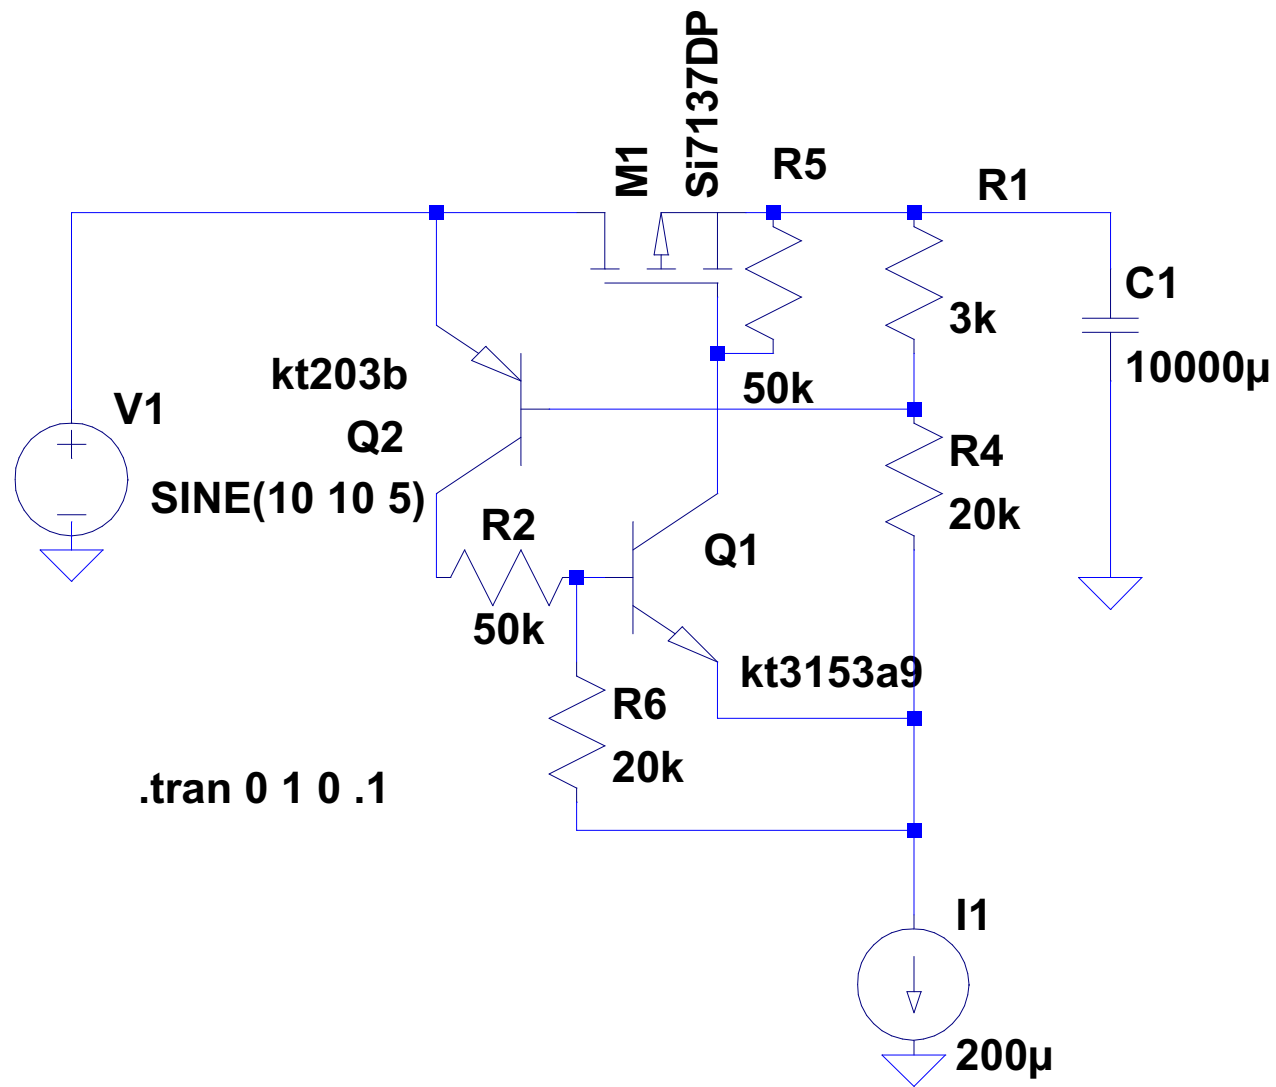 M1
Si7137DP
R5
R1
C1
3k
10000µ
kt203b
50k
V1
Q2
R4
SINE(10 10 5)
20k
R2
Q1
50k
kt3153a9
R6
20k
.tran 0 1 0 .1
I1
200µ